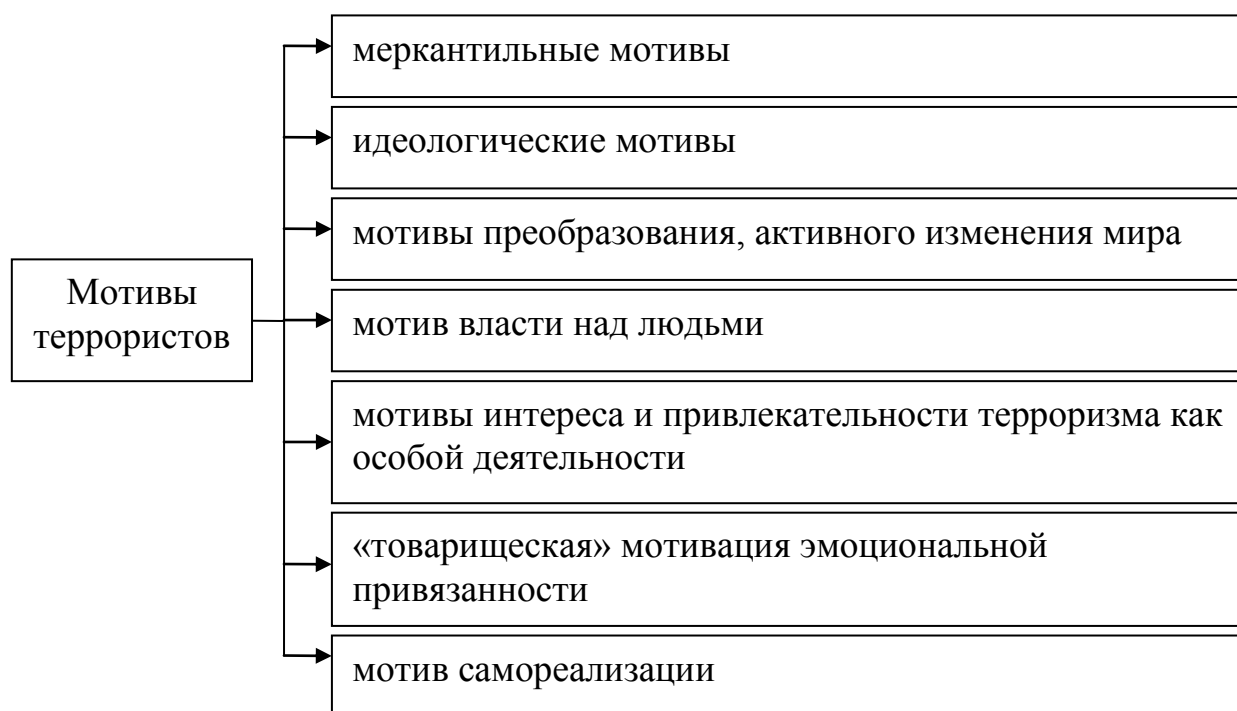 меркантильные мотивы
идеологические мотивы
мотивы преобразования, активного изменения мира
Мотивы
террористов
мотив власти над людьми
мотивы интереса и привлекательности терроризма как
особой деятельности
«товарищеская» мотивация эмоциональной
привязанности
мотив самореализации